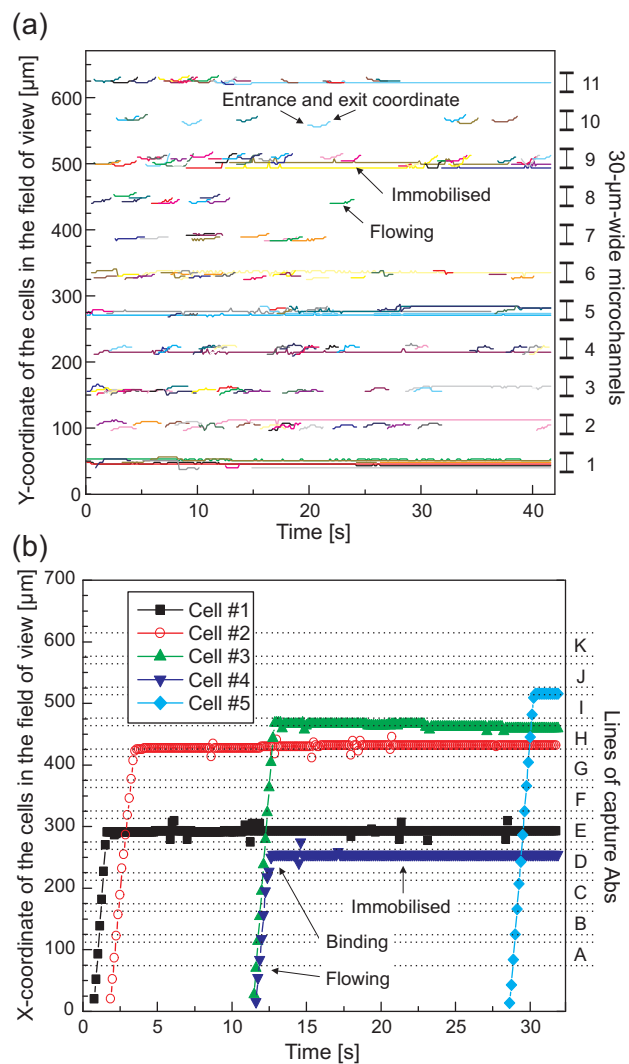 (a)
Y-coordinate of the cells in the field of view [µm]
600
500
400
300
200
100
0
Entrance and exit coordinate
Immobilised
Flowing
11
10
9
8
7
6
5
4
3
2
1
30-µm-wide microchannels
0 10 20 30 40
Time [s]
(b)
X-coordinate of the cells in the field of view [µm]
700
600
500
400
300
200
100
0
Cell #1
Cell #2
Cell #3
Cell #4
Cell #5
Immobilised
Binding
Flowing
K
J
I
H
G
F
E
D
C
B
A
Lines of capture Abs
0 5 10 15 20 25 30
Time [s]